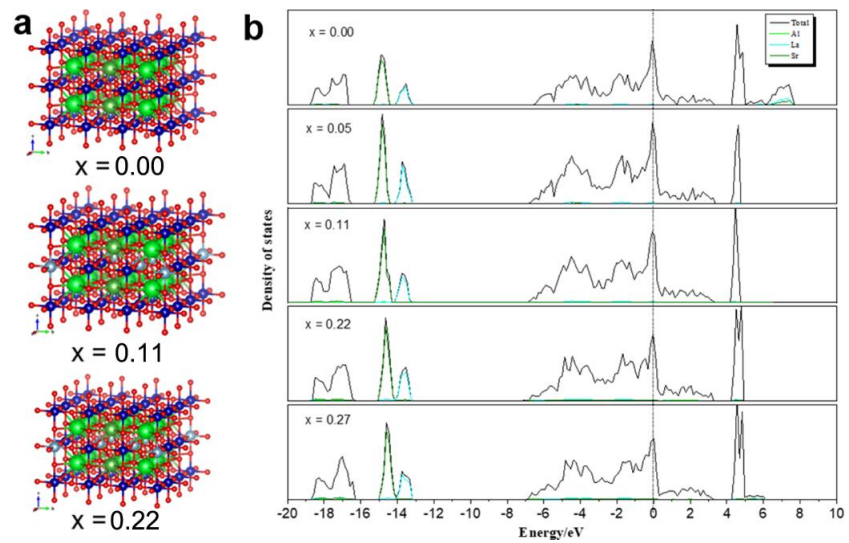 a
x = 0.00
x = 0.11
x = 0.22
b
x = 0.00
Total
Al
La
Sr
x = 0.05
x = 0.11
x = 0.22
x = 0.27
Density of states
-20 -18 -16 -14 -12 -10 -8 -6 -4 -2 0 2 4 6 8 10
Energy/eV